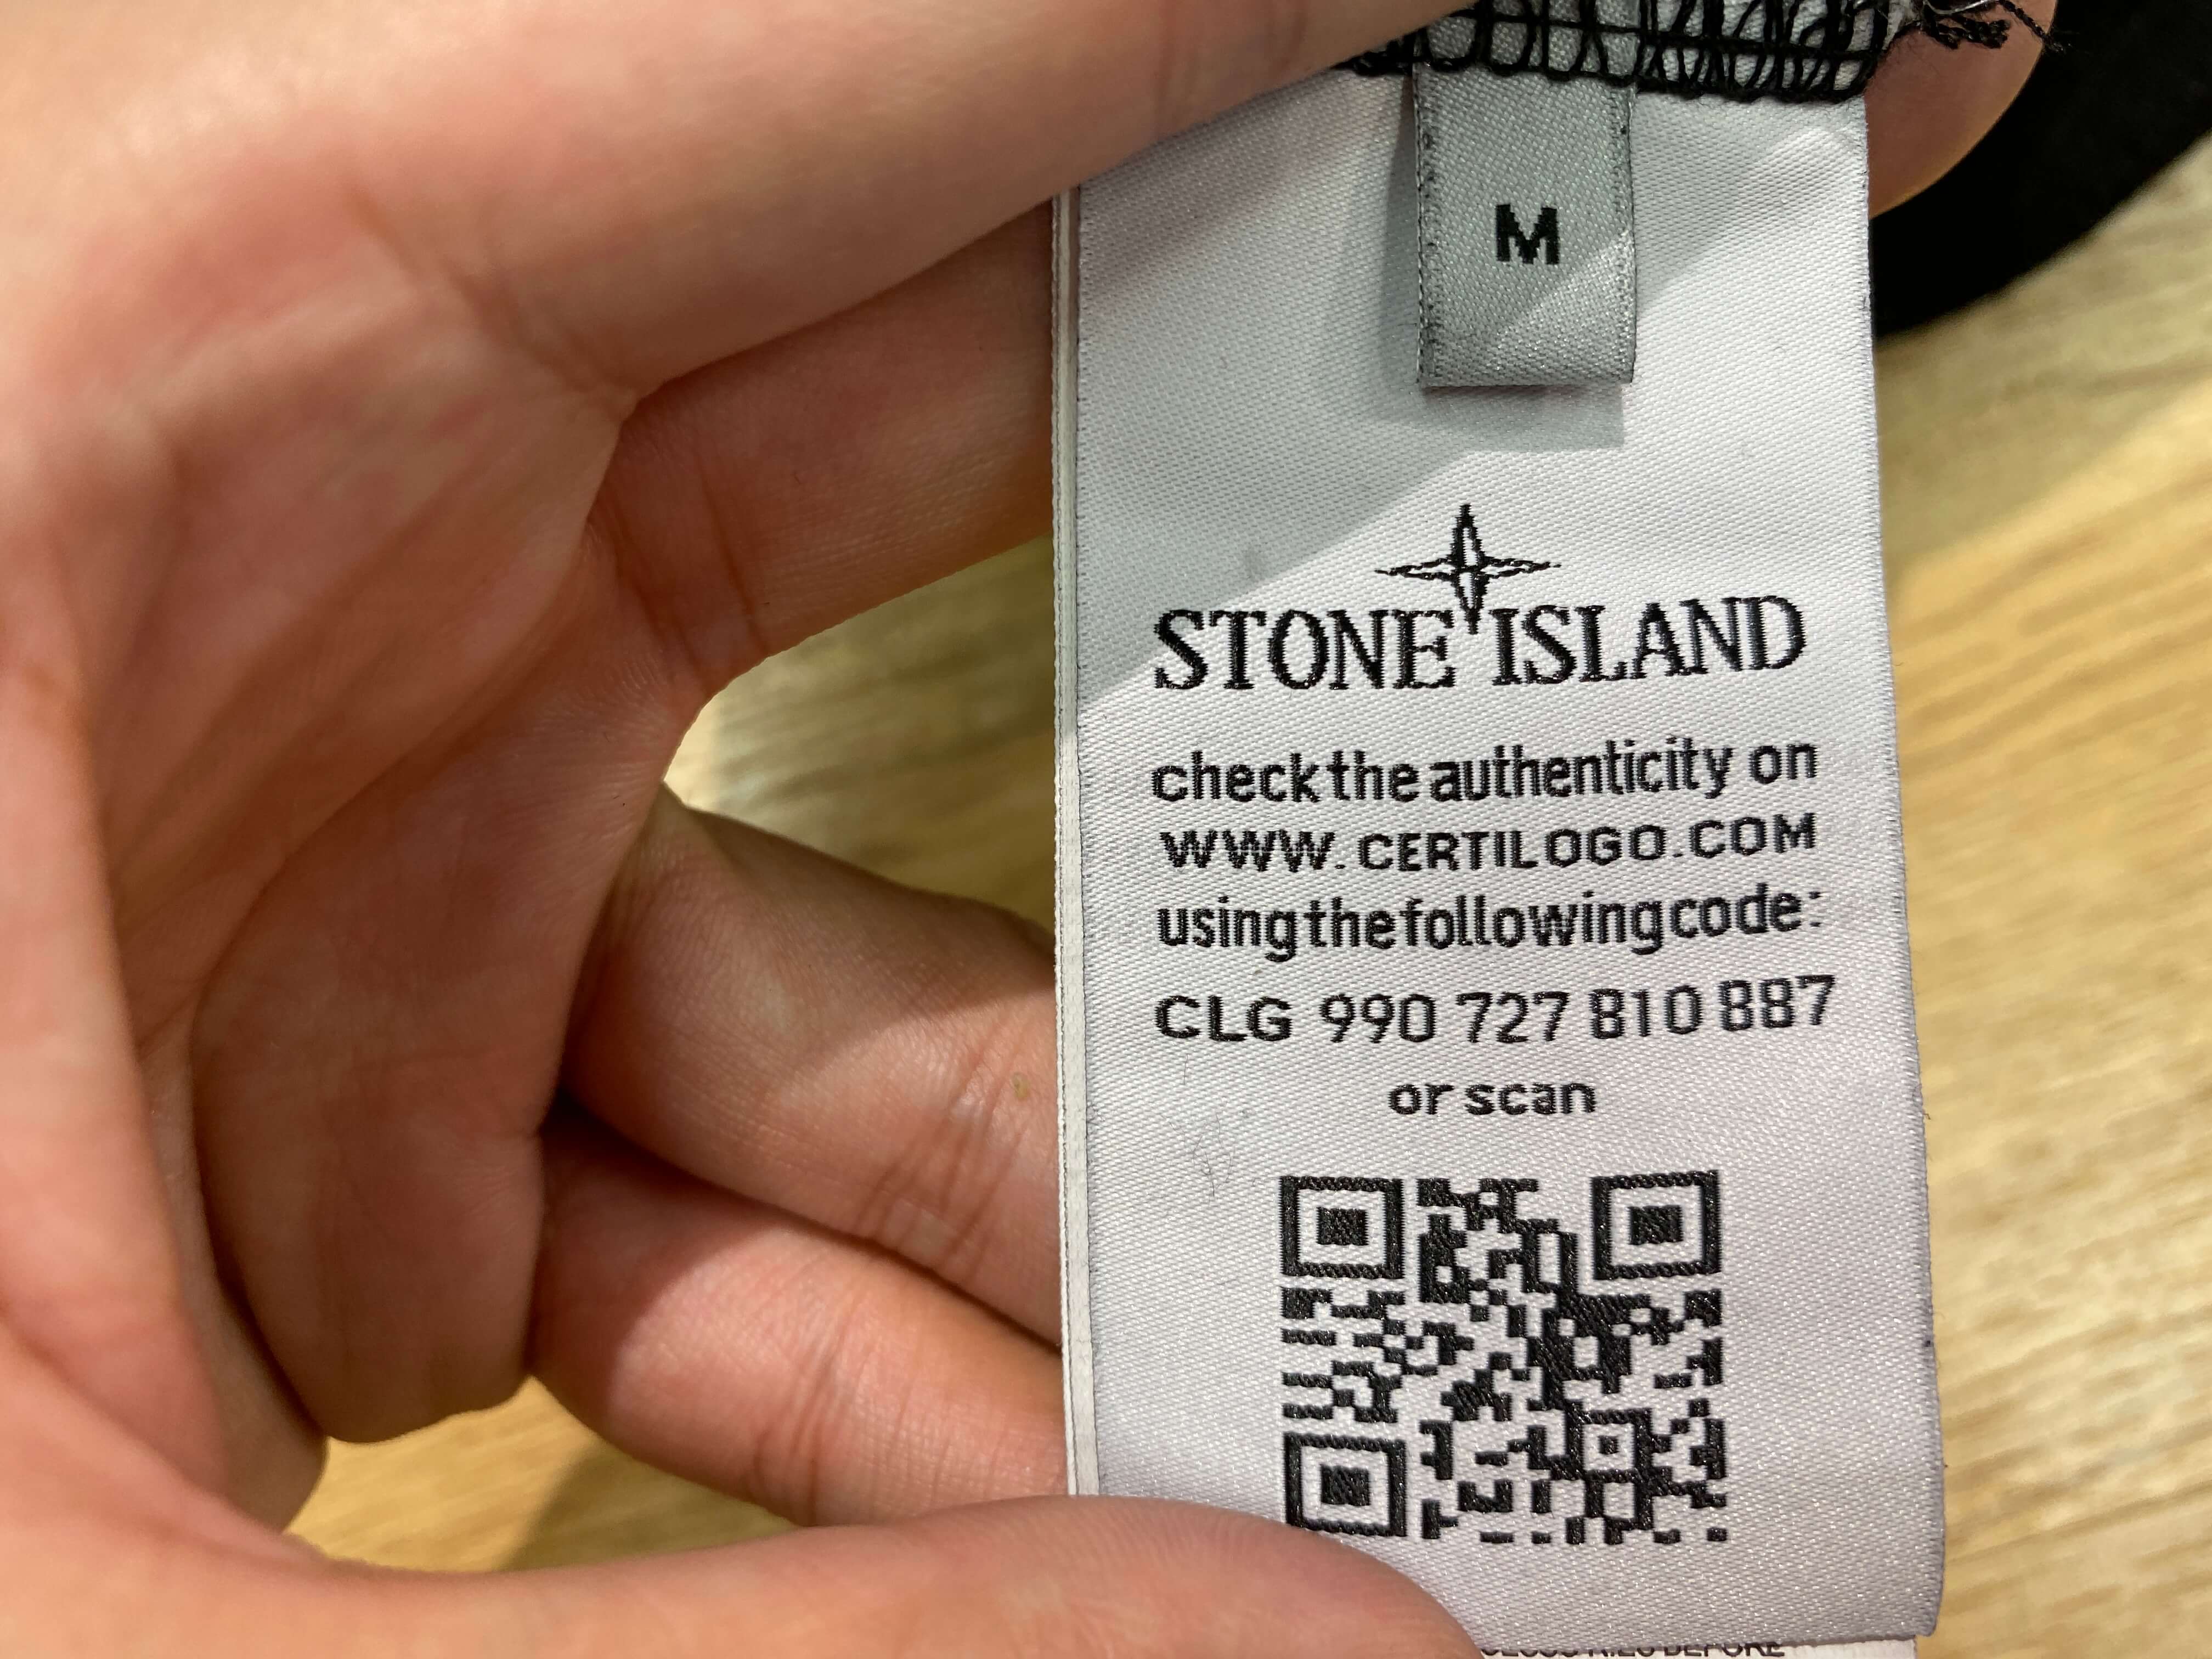 M
STONE ISLAND
check the authenticity on
WWW.CERTILOGO.COM
using the following code:
CLG 990 727 810 887
or scan